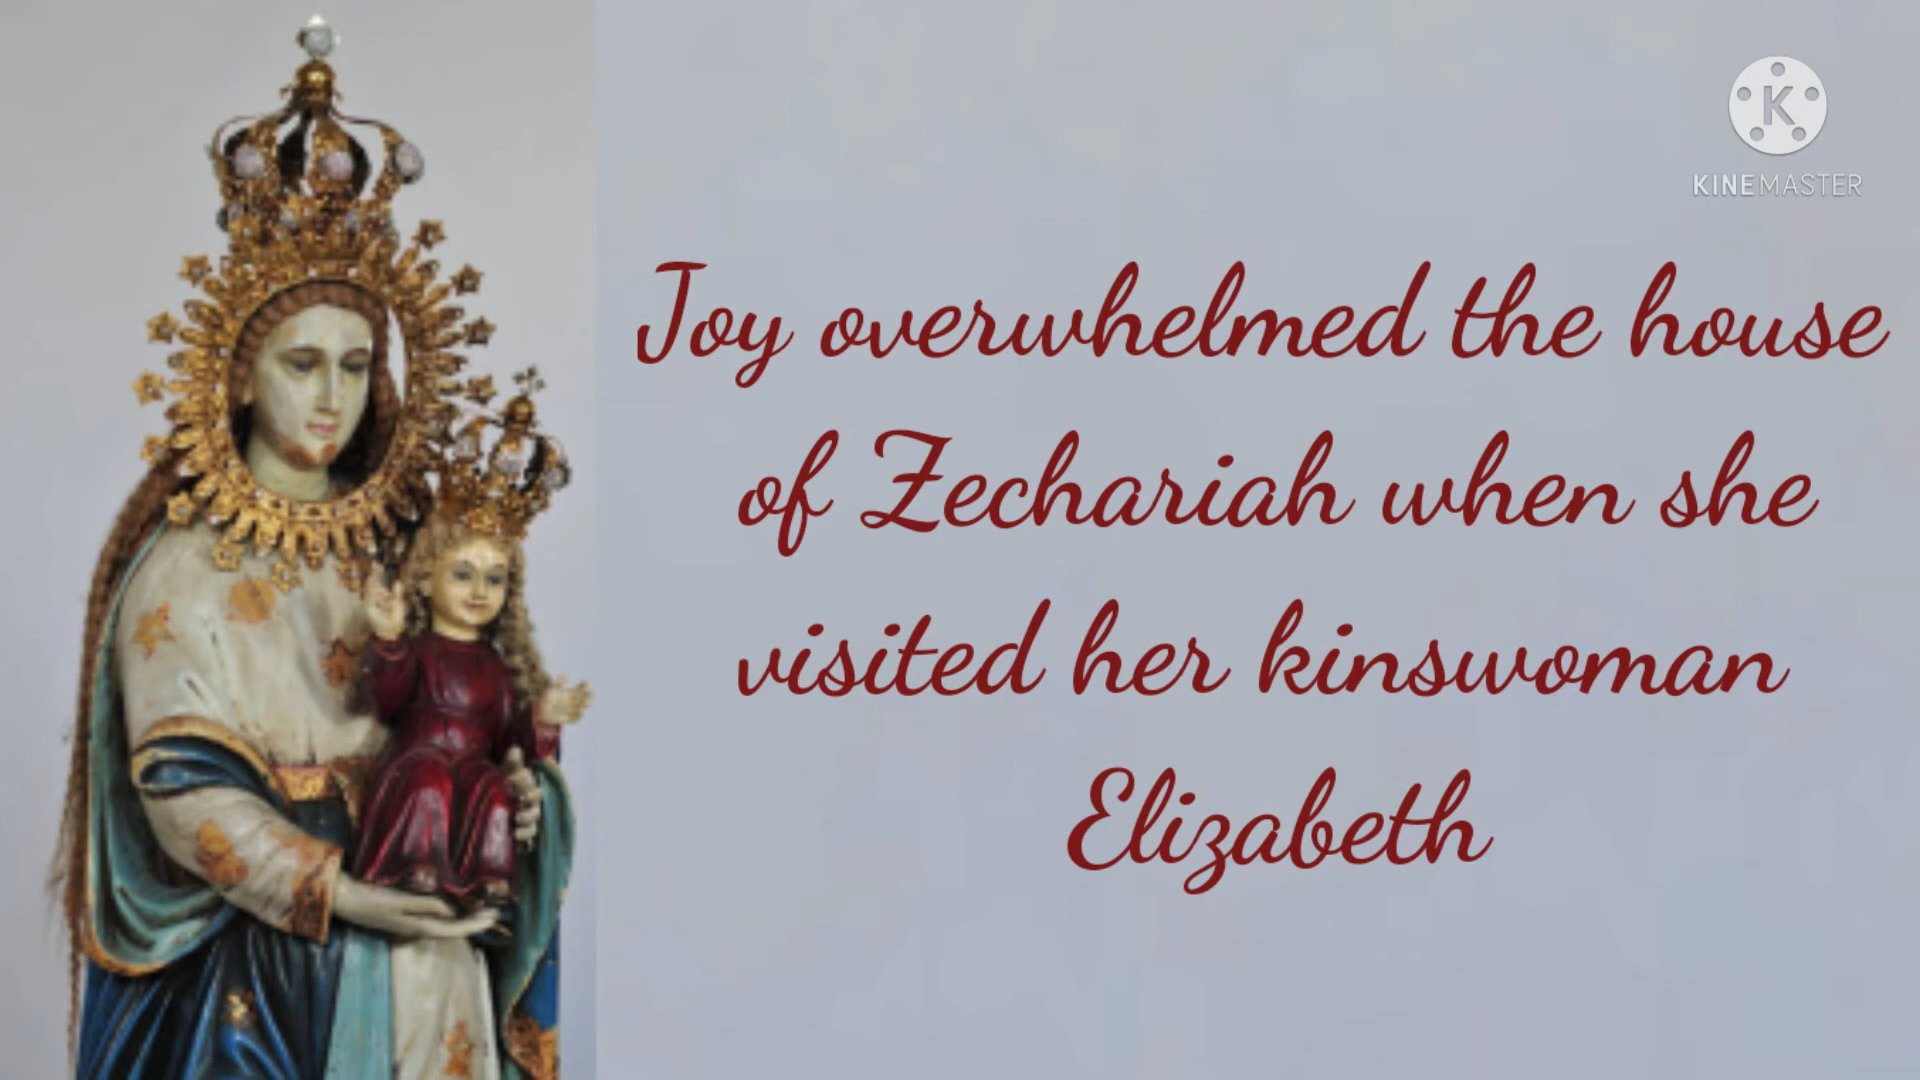 K
KINEMASTER
Joy overwhelmed the house
of Zechariah when she
visited her kinswoman
Elizabeth